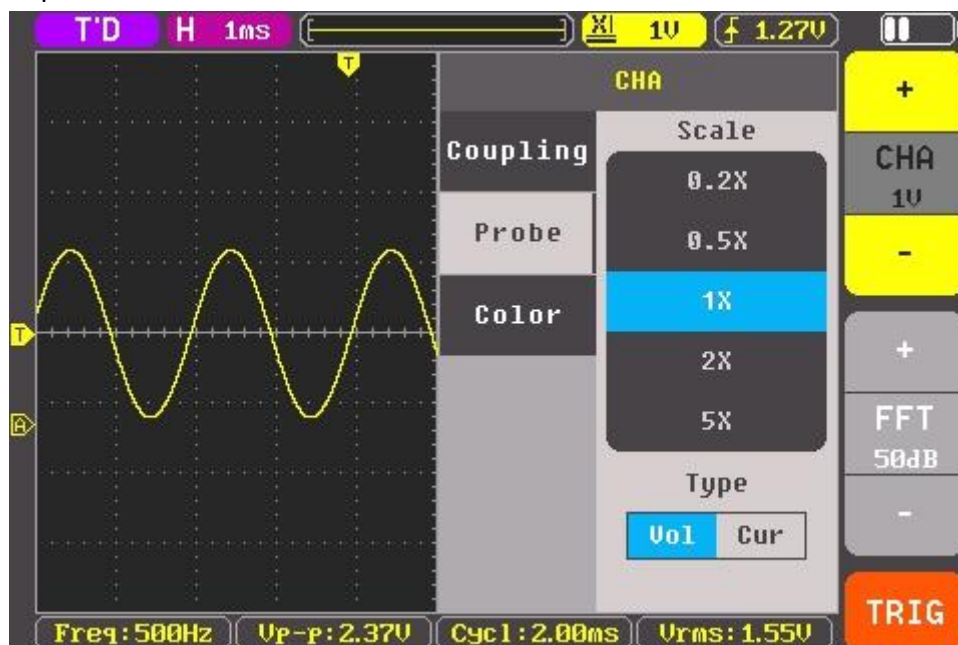 T'D H 1ms X1 1V 1.27V
T
CHA
+
Coupling
Scale
CHA
1V
0.2X
Probe
0.5X
-
1X
Color
T
2X
+
A
5X
FFT
50dB
Type
-
Vol Cur
TRIG
Freq:500Hz Vp-p:2.37V Cycl:2.00ms Vrms:1.55V